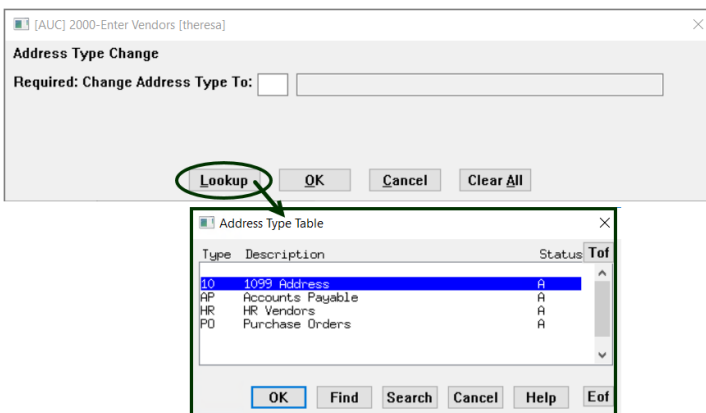 [AUC] 2000-Enter Vendors [theresa]
Address Type Change
Required: Change Address Type To:
Lookup OK Cancel Clear All
Address Type Table
Type Description Status Tof
10 1099 Address A
AP Accounts Payable A
HR HR Vendors A
PO Purchase Orders A
OK Find Search Cancel Help Eof